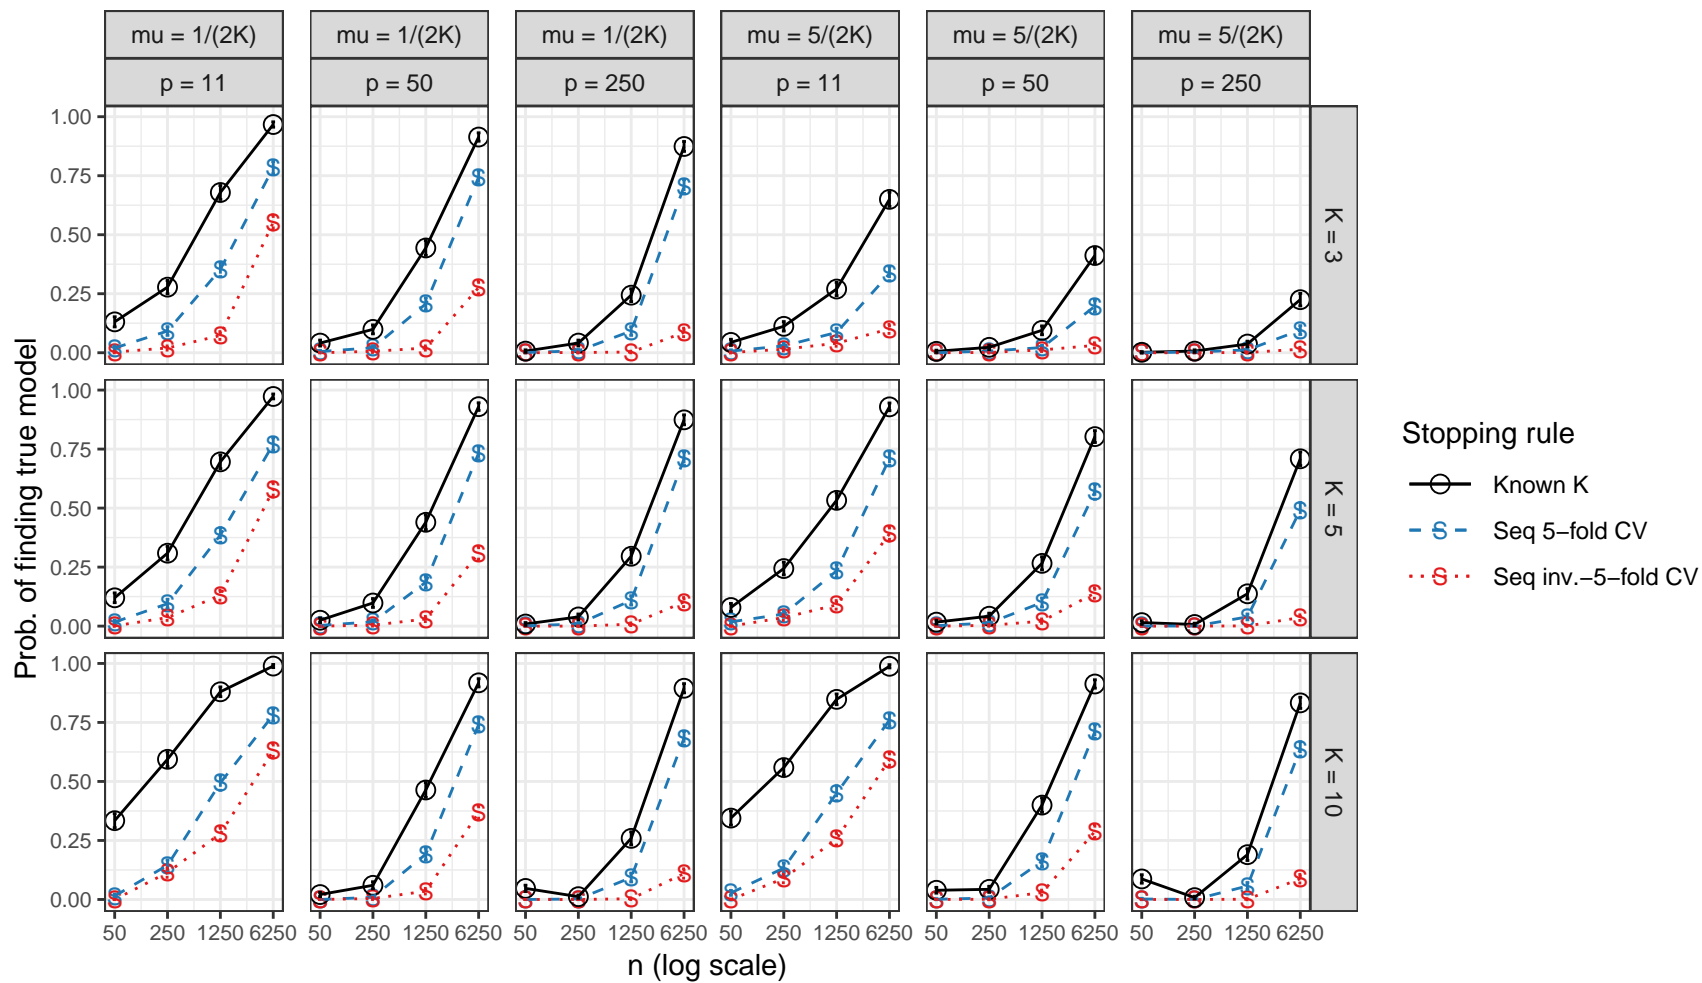 mu = 1/(2K) mu = 1/(2K) mu = 1/(2K) mu = 5/(2K) mu = 5/(2K) mu = 5/(2K)
p = 11 p = 50 p = 250 p = 11 p = 50 p = 250
1.00
0.75
0.50
0.25
0.00
K = 3
1.00
0.75
0.50
0.25
0.00
K = 5
1.00
0.75
0.50
0.25
0.00
K = 10
50 250 1250 6250 50 250 1250 6250 50 250 1250 6250 50 250 1250 6250 50 250 1250 6250 50 250 1250 6250
n (log scale)
Prob. of finding true model
Stopping rule
Known K
S Seq 5−fold CV
S Seq inv.−5−fold CV